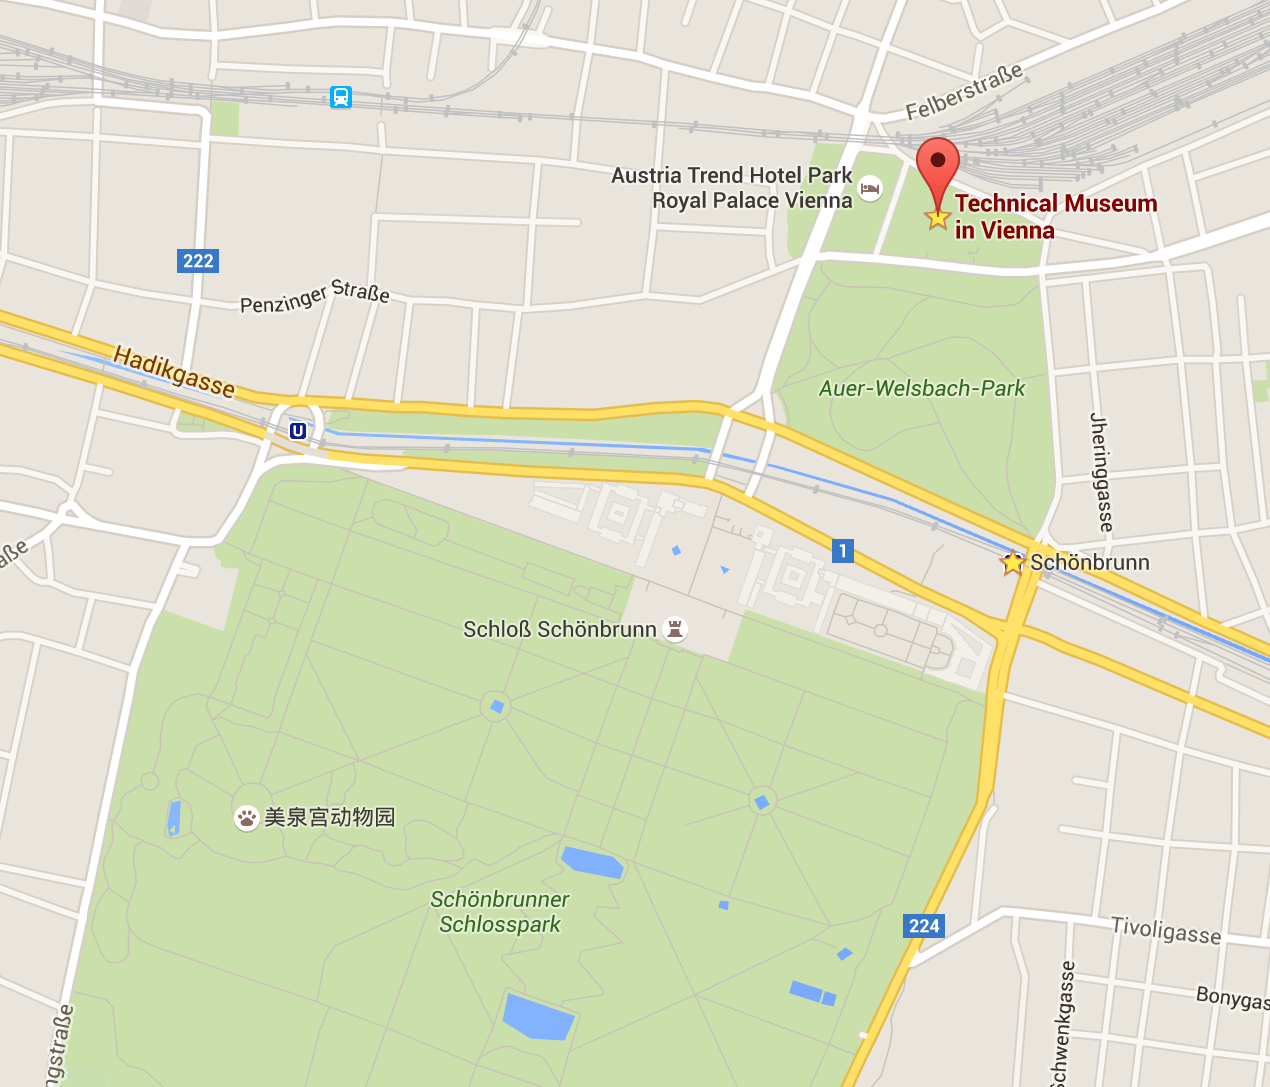 Felberstraße
Austria Trend Hotel Park
Royal Palace Vienna
Technical Museum
in Vienna
222
Penzinger Straße
Hadikgasse
Auer-Welsbach-Park
Jheringgasse
U
1
Schönbrunn
aße
Schloß Schönbrunn
美泉宫动物园
Schönbrunner
Schlosspark
224
Tivoligasse
Bonygas
Schwenkgasse
ngstraße